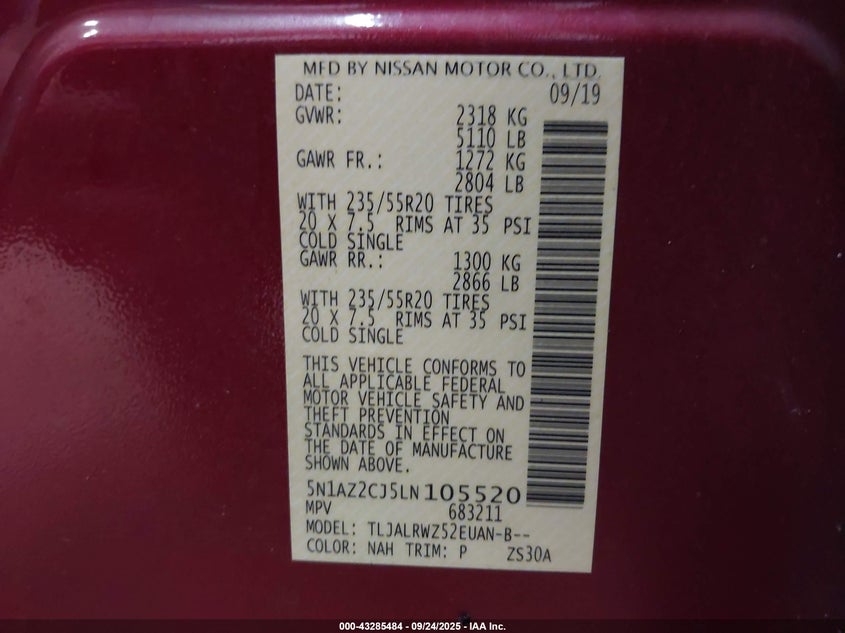 MFD BY NISSAN MOTOR CO., LTD.
DATE: 09/19
GVWR: 2318 KG
5110 LB
GAWR FR.: 1272 KG
2804 LB
WITH 235/55R20 TIRES
20 X 7.5 RIMS AT 35 PSI
COLD SINGLE
GAWR RR.: 1300 KG
2866 LB
WITH 235/55R20 TIRES
20 X 7.5 RIMS AT 35 PSI
COLD SINGLE
THIS VEHICLE CONFORMS TO
ALL APPLICABLE FEDERAL
MOTOR VEHICLE SAFETY AND
THEFT PREVENTION
STANDARDS IN EFFECT ON
THE DATE OF MANUFACTURE
SHOWN ABOVE.
5N1AZ2CJ5LN105520
MPV 683211
MODEL: TLJALRWZ52EUAN-B--
COLOR: NAH TRIM: P ZS30A
000-43285484 - 09/24/2025 - IAA Inc.